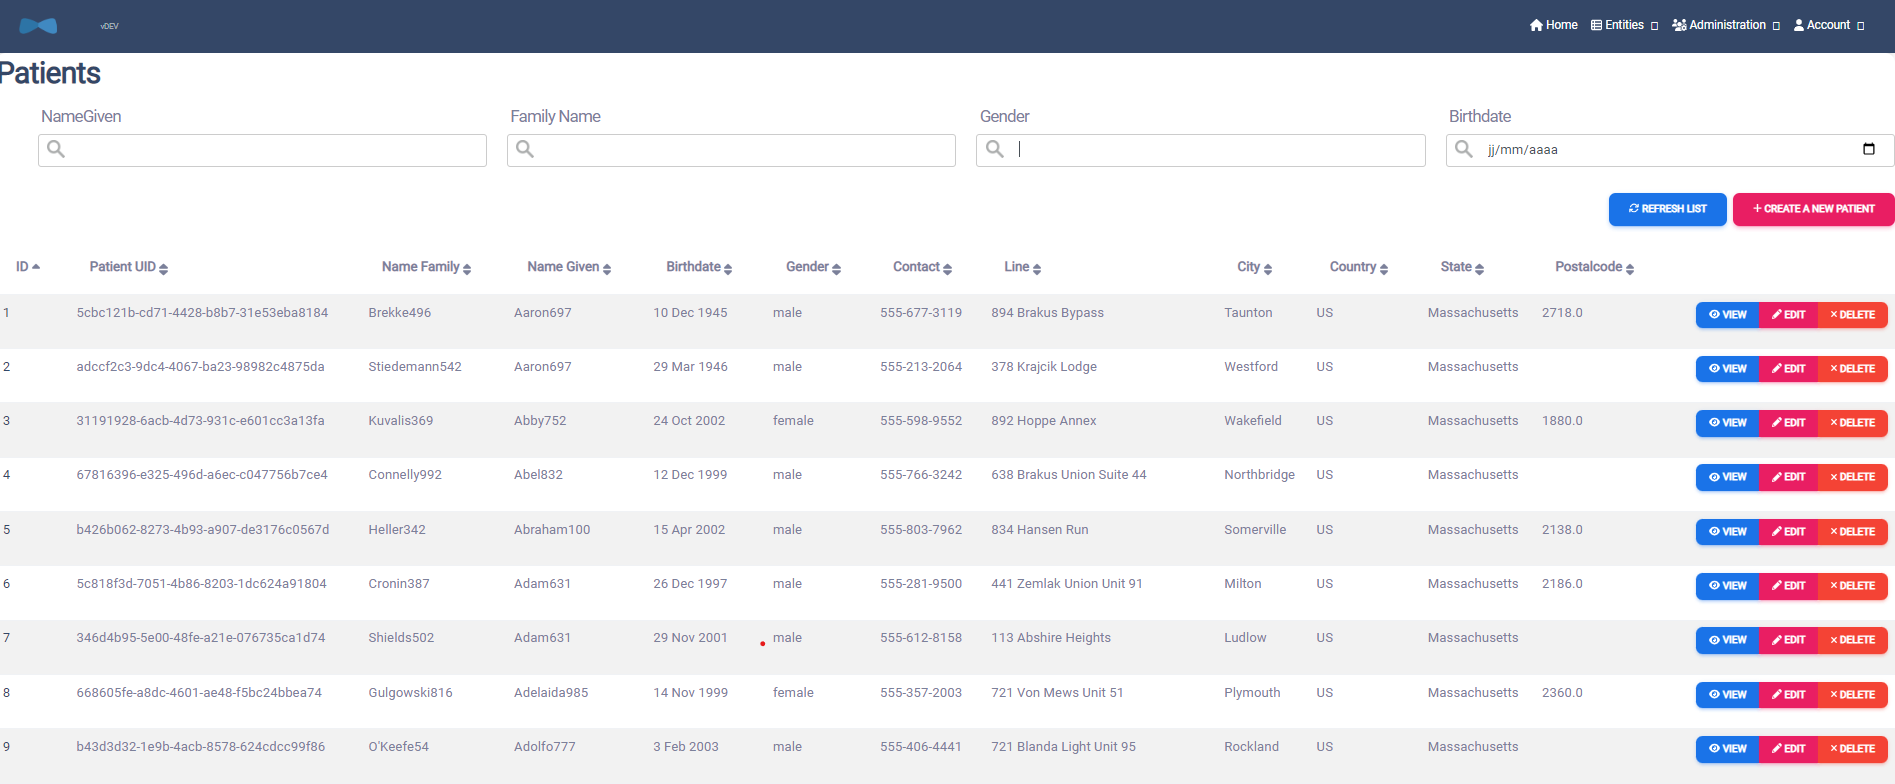 vDEV
Home Entities Administration Account
Patients
NameGiven Family Name Gender Birthdate
jj/mm/aaaa
REFRESH LIST + CREATE A NEW PATIENT
ID Patient UID Name Family Name Given Birthdate Gender Contact Line City Country State Postalcode
1 5cbc121b-cd71-4428-b8b7-31e53eba8184 Brekke496 Aaron697 10 Dec 1945 male 555-677-3119 894 Brakus Bypass Taunton US Massachusetts 2718.0 VIEW EDIT × DELETE
2 adccf2c3-9dc4-4067-ba23-98982c4875da Stiedemann542 Aaron697 29 Mar 1946 male 555-213-2064 378 Krajcik Lodge Westford US Massachusetts VIEW EDIT × DELETE
3 31191928-6acb-4d73-931c-e601cc3a13fa Kuvalis369 Abby752 24 Oct 2002 female 555-598-9552 892 Hoppe Annex Wakefield US Massachusetts 1880.0 VIEW EDIT × DELETE
4 67816396-e325-496d-a6ec-c047756b7ce4 Connelly992 Abel832 12 Dec 1999 male 555-766-3242 638 Brakus Union Suite 44 Northbridge US Massachusetts VIEW EDIT × DELETE
5 b426b062-8273-4b93-a907-de3176c0567d Heller342 Abraham100 15 Apr 2002 male 555-803-7962 834 Hansen Run Somerville US Massachusetts 2138.0 VIEW EDIT × DELETE
6 5c818f3d-7051-4b86-8203-1dc624a91804 Cronin387 Adam631 26 Dec 1997 male 555-281-9500 441 Zemlak Union Unit 91 Milton US Massachusetts 2186.0 VIEW EDIT × DELETE
7 346d4b95-5e00-48fe-a21e-076735ca1d74 Shields502 Adam631 29 Nov 2001 male 555-612-8158 113 Abshire Heights Ludlow US Massachusetts VIEW EDIT × DELETE
8 668605fe-a8dc-4601-ae48-f5bc24bbea74 Gulgowski816 Adelaida985 14 Nov 1999 female 555-357-2003 721 Von Mews Unit 51 Plymouth US Massachusetts 2360.0 VIEW EDIT × DELETE
9 b43d3d32-1e9b-4acb-8578-624cdcc99f86 O'Keefe54 Adolfo777 3 Feb 2003 male 555-406-4441 721 Blanda Light Unit 95 Rockland US Massachusetts VIEW EDIT × DELETE